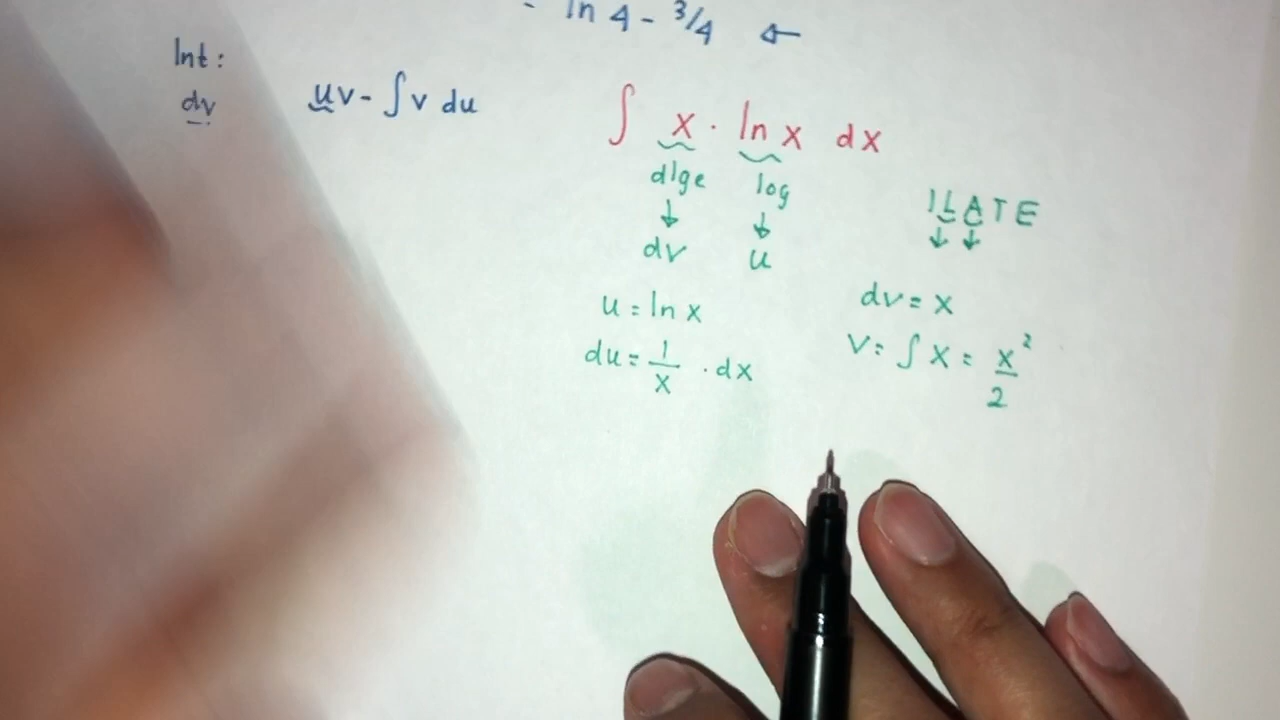 - ln 4 - 3/4 ←
Int:
dv uv - ∫ v du
∫ x · ln x dx
alge log
↓ ↓
dv u
ILATE
↓ ↓
u = ln x dv = x
du = 1/x · dx v = ∫ x = x²/2